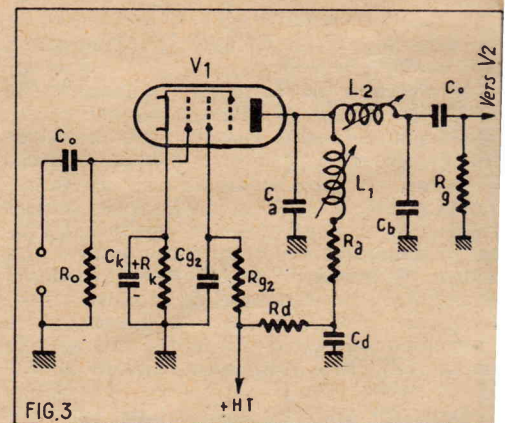 V1
L2
Co
Vers V2
Co
L1
Ca
Cb
Rg
Ra
Ro
Ck
+
-
Rk
Cg2
Rg2
Rd
Cd
+HT
FIG.3